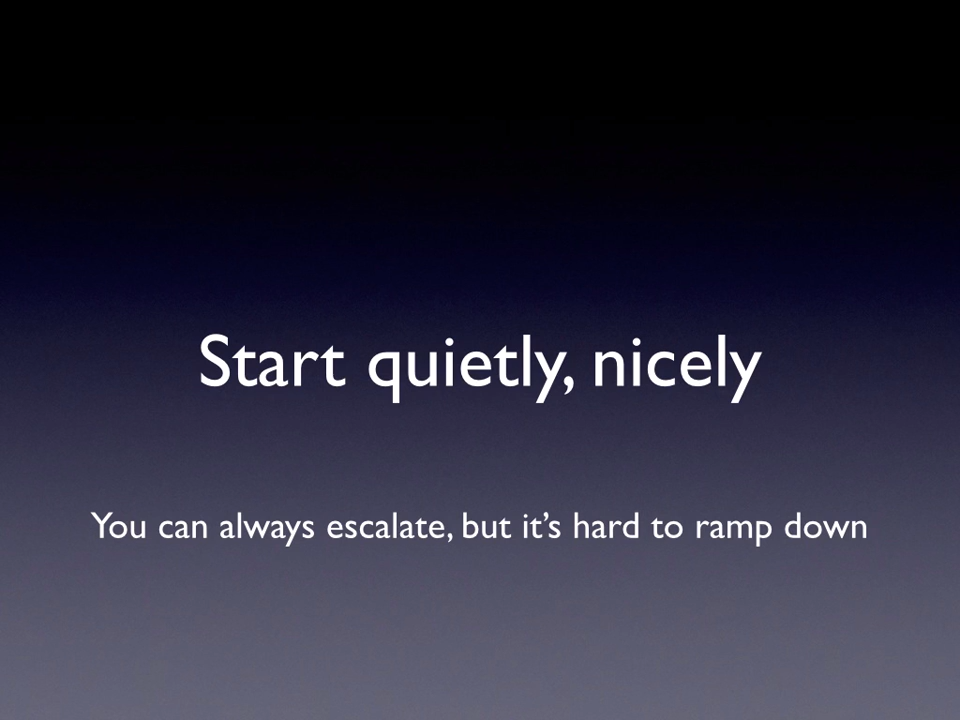 Start quietly, nicely
You can always escalate, but it’s hard to ramp down